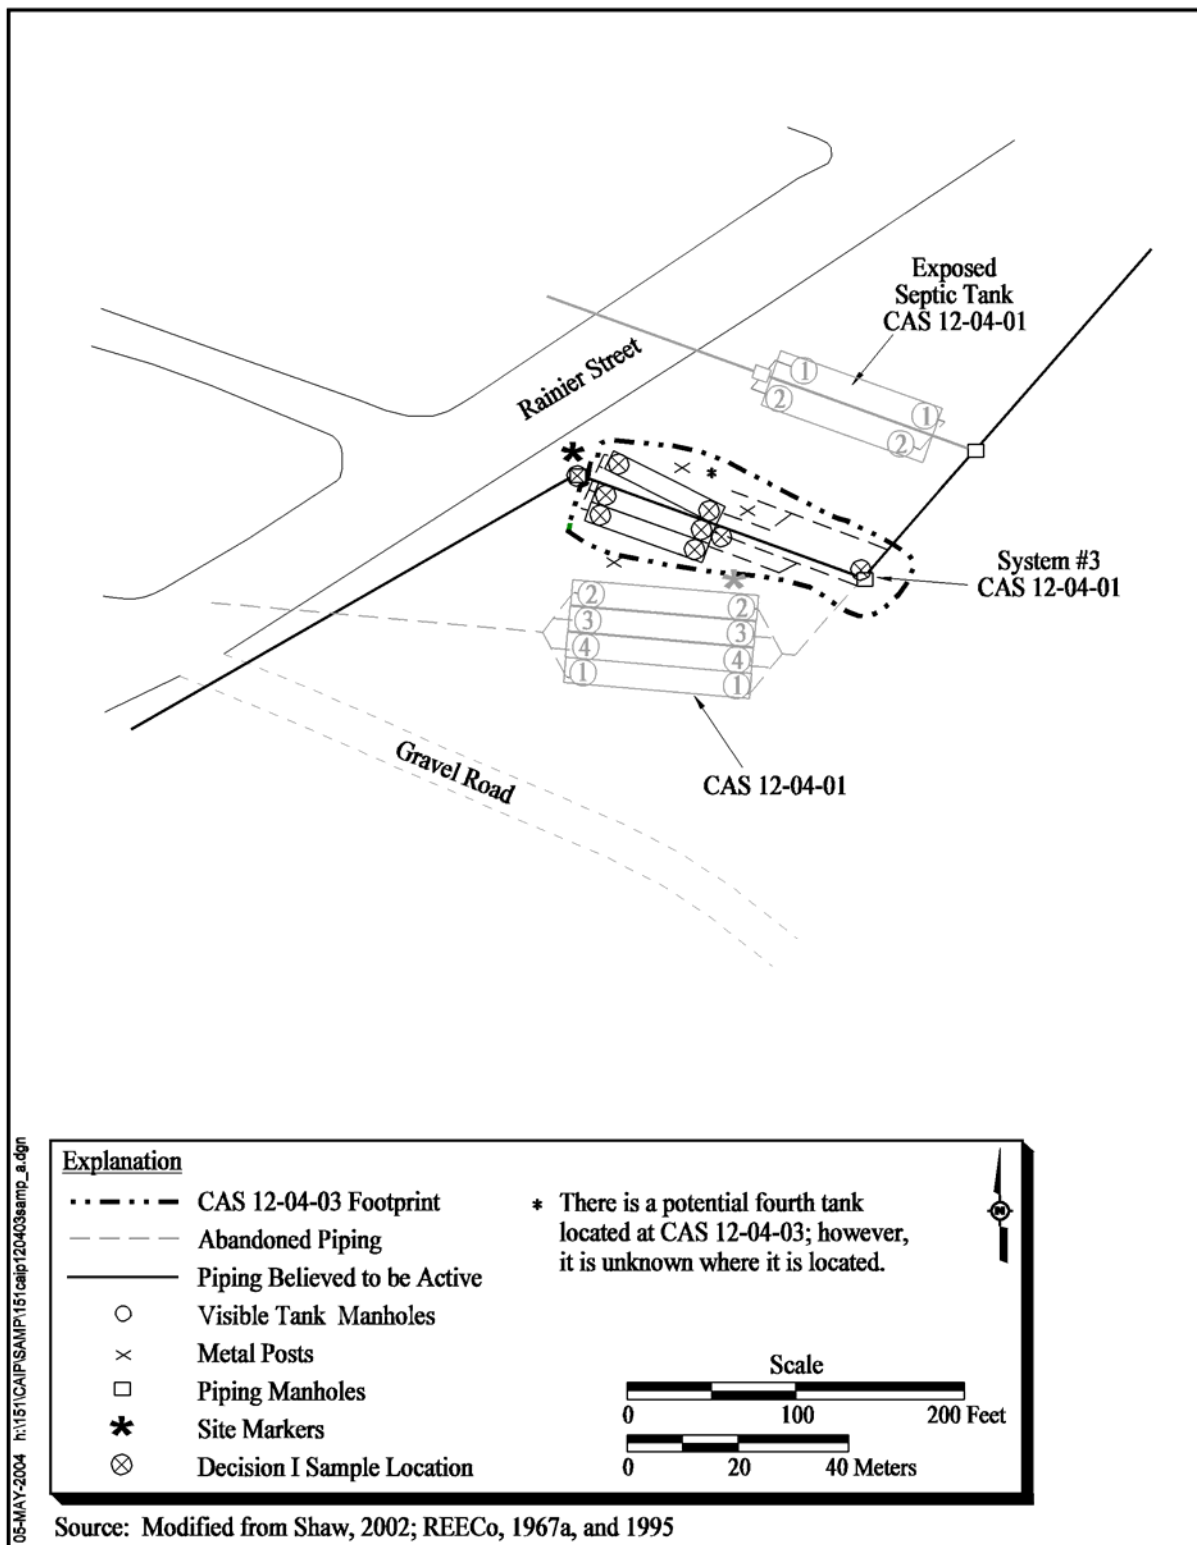 Exposed
Septic Tank
CAS 12-04-01
Rainier Street
1
1
2
2
*
*
System #3
CAS 12-04-01
*
2
2
3
3
4
4
1
1
CAS 12-04-01
Gravel Road
Explanation
CAS 12-04-03 Footprint
Abandoned Piping
Piping Believed to be Active
Visible Tank Manholes
Metal Posts
Piping Manholes
* Site Markers
Decision I Sample Location
* There is a potential fourth tank
located at CAS 12-04-03; however,
it is unknown where it is located.
N
Scale
0 100 200 Feet
0 20 40 Meters
05-MAY-2004 h:\151\CAIP\SAMP\151caip120403samp_a.dgn
Source: Modified from Shaw, 2002; REECo, 1967a, and 1995